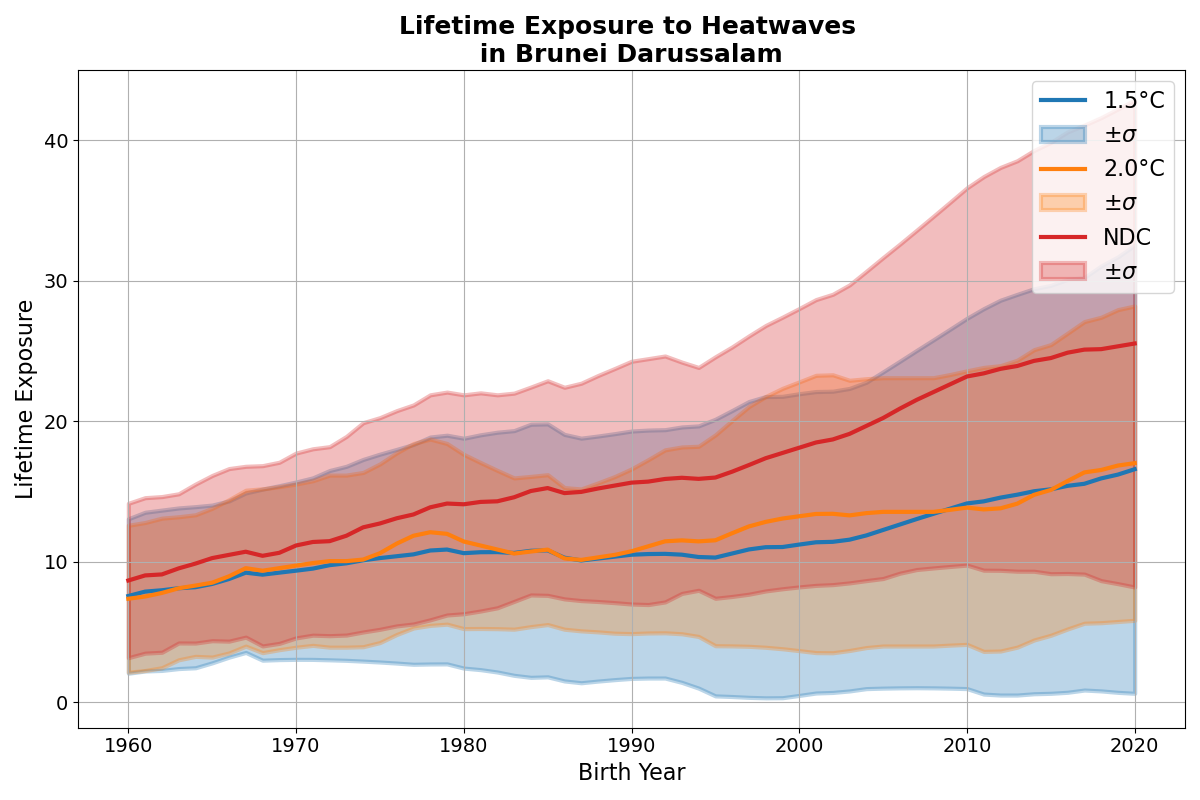 Lifetime Exposure to Heatwaves
in Brunei Darussalam
Lifetime Exposure
40
30
20
10
0
1960
1970
1980
1990
2000
2010
2020
Birth Year
1.5°C
±σ
2.0°C
±σ
NDC
±σ